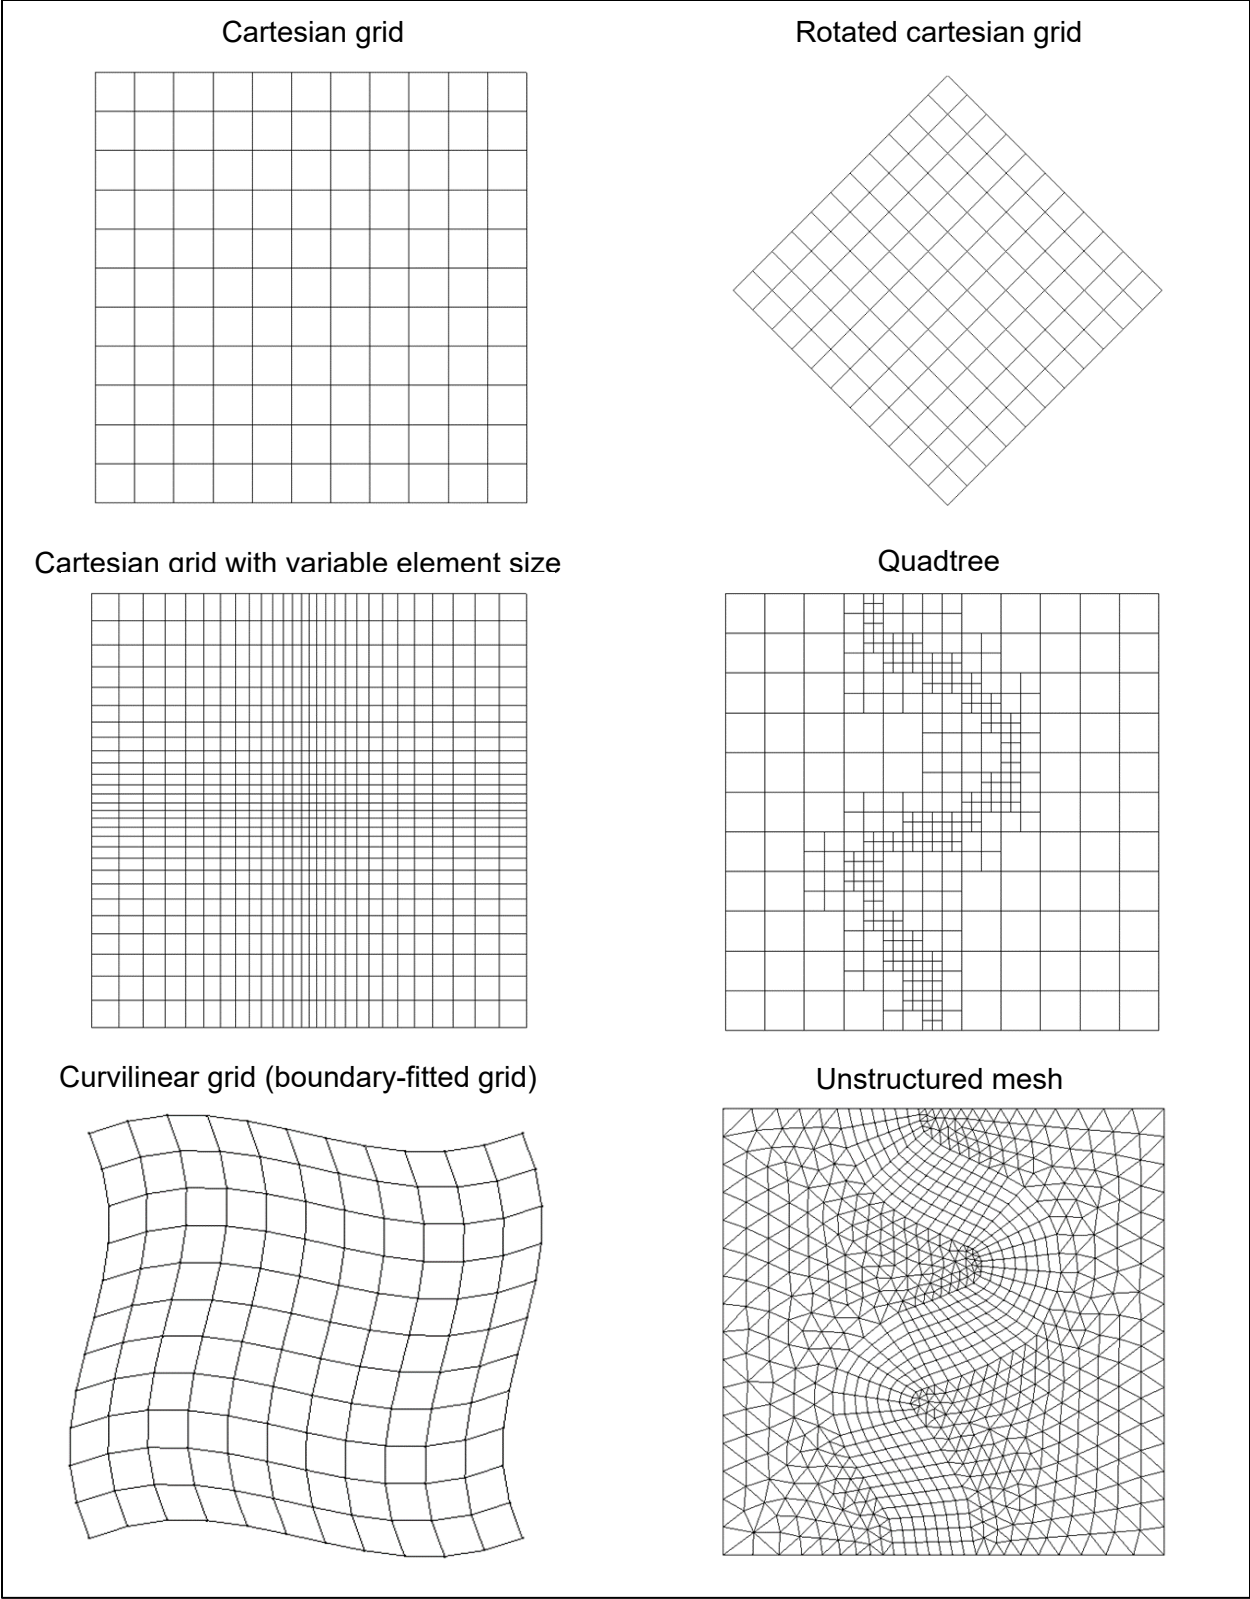 Cartesian grid
Rotated cartesian grid
Cartesian grid with variable element size
Quadtree
Curvilinear grid (boundary-fitted grid)
Unstructured mesh